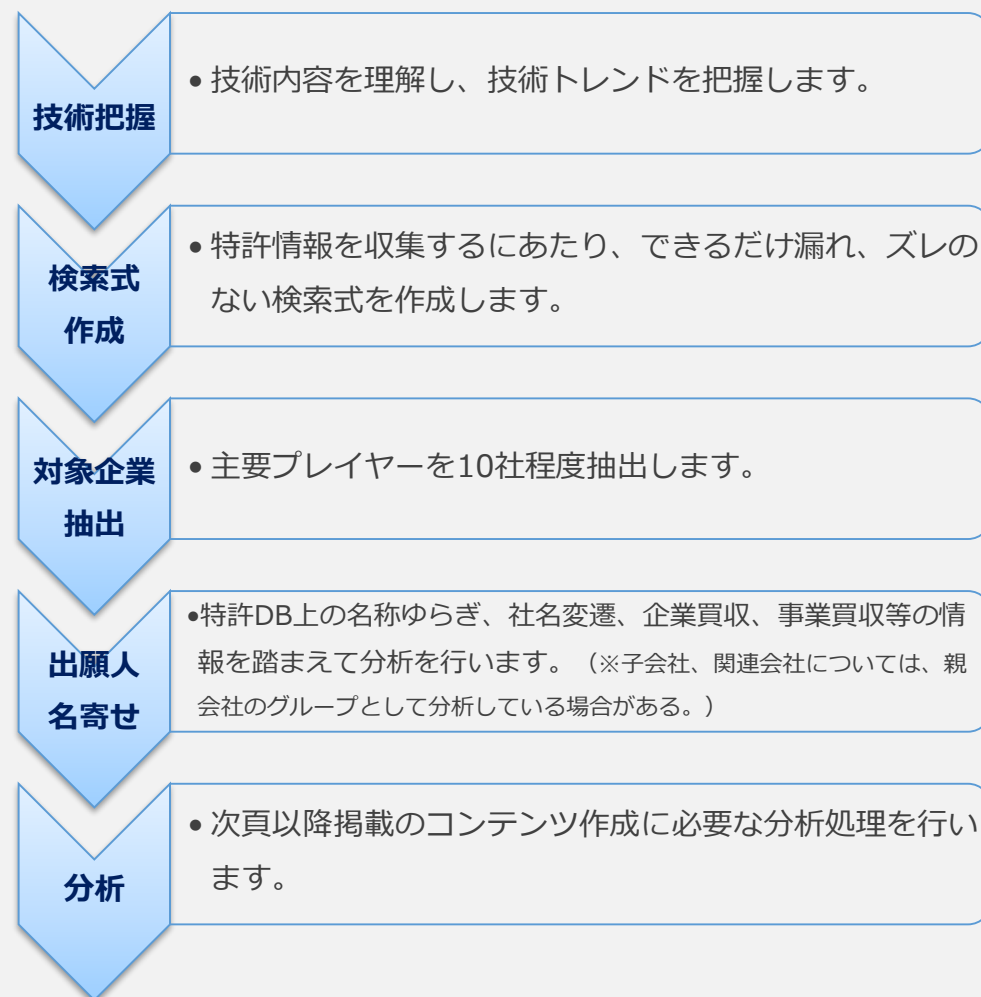 技術把握
• 技術内容を理解し、技術トレンドを把握します。
検索式
作成
• 特許情報を収集するにあたり、できるだけ漏れ、ズレの
ない検索式を作成します。
対象企業
抽出
• 主要プレイヤーを10社程度抽出します。
出願人
名寄せ
•特許DB上の名称ゆらぎ、社名変遷、企業買収、事業買収等の情
報を踏まえて分析を行います。（※子会社、関連会社については、親
会社のグループとして分析している場合がある。）
分析
• 次頁以降掲載のコンテンツ作成に必要な分析処理を行い
ます。